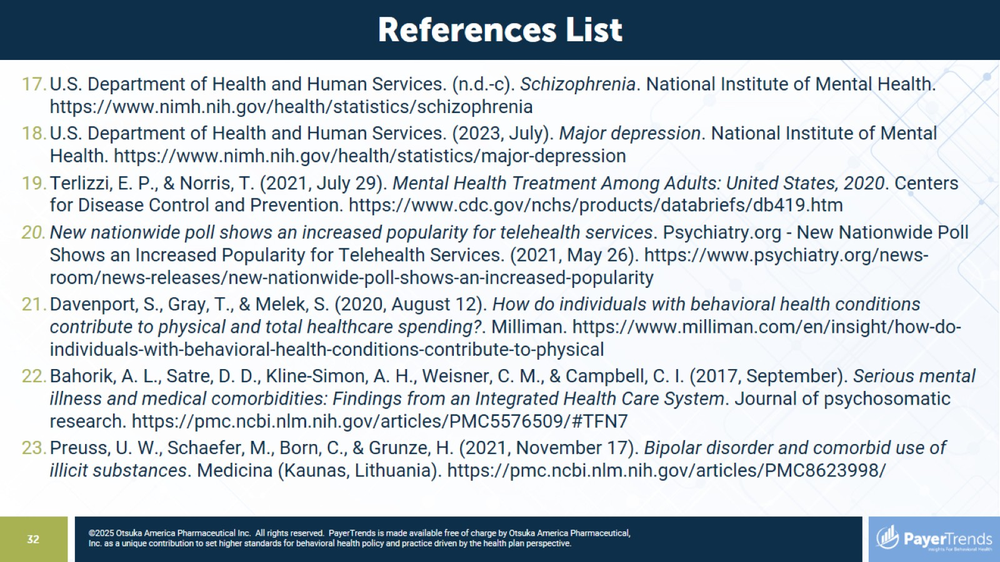 References List
17. U.S. Department of Health and Human Services. (n.d.-c). Schizophrenia. National Institute of Mental Health.
https://www.nimh.nih.gov/health/statistics/schizophrenia
18. U.S. Department of Health and Human Services. (2023, July). Major depression. National Institute of Mental
Health. https://www.nimh.nih.gov/health/statistics/major-depression
19. Terlizzi, E. P., & Norris, T. (2021, July 29). Mental Health Treatment Among Adults: United States, 2020. Centers
for Disease Control and Prevention. https://www.cdc.gov/nchs/products/databriefs/db419.htm
20. New nationwide poll shows an increased popularity for telehealth services. Psychiatry.org - New Nationwide Poll
Shows an Increased Popularity for Telehealth Services. (2021, May 26). https://www.psychiatry.org/news-
room/news-releases/new-nationwide-poll-shows-an-increased-popularity
21. Davenport, S., Gray, T., & Melek, S. (2020, August 12). How do individuals with behavioral health conditions
contribute to physical and total healthcare spending?. Milliman. https://www.milliman.com/en/insight/how-do-
individuals-with-behavioral-health-conditions-contribute-to-physical
22. Bahorik, A. L., Satre, D. D., Kline-Simon, A. H., Weisner, C. M., & Campbell, C. I. (2017, September). Serious mental
illness and medical comorbidities: Findings from an Integrated Health Care System. Journal of psychosomatic
research. https://pmc.ncbi.nlm.nih.gov/articles/PMC5576509/#TFN7
23. Preuss, U. W., Schaefer, M., Born, C., & Grunze, H. (2021, November 17). Bipolar disorder and comorbid use of
illicit substances. Medicina (Kaunas, Lithuania). https://pmc.ncbi.nlm.nih.gov/articles/PMC8623998/
32
©2025 Otsuka America Pharmaceutical Inc. All rights reserved. PayerTrends is made available free of charge by Otsuka America Pharmaceutical,
Inc. as a unique contribution to set higher standards for behavioral health policy and practice driven by the health plan perspective.
PayerTrends
Insights For Behavioral Health